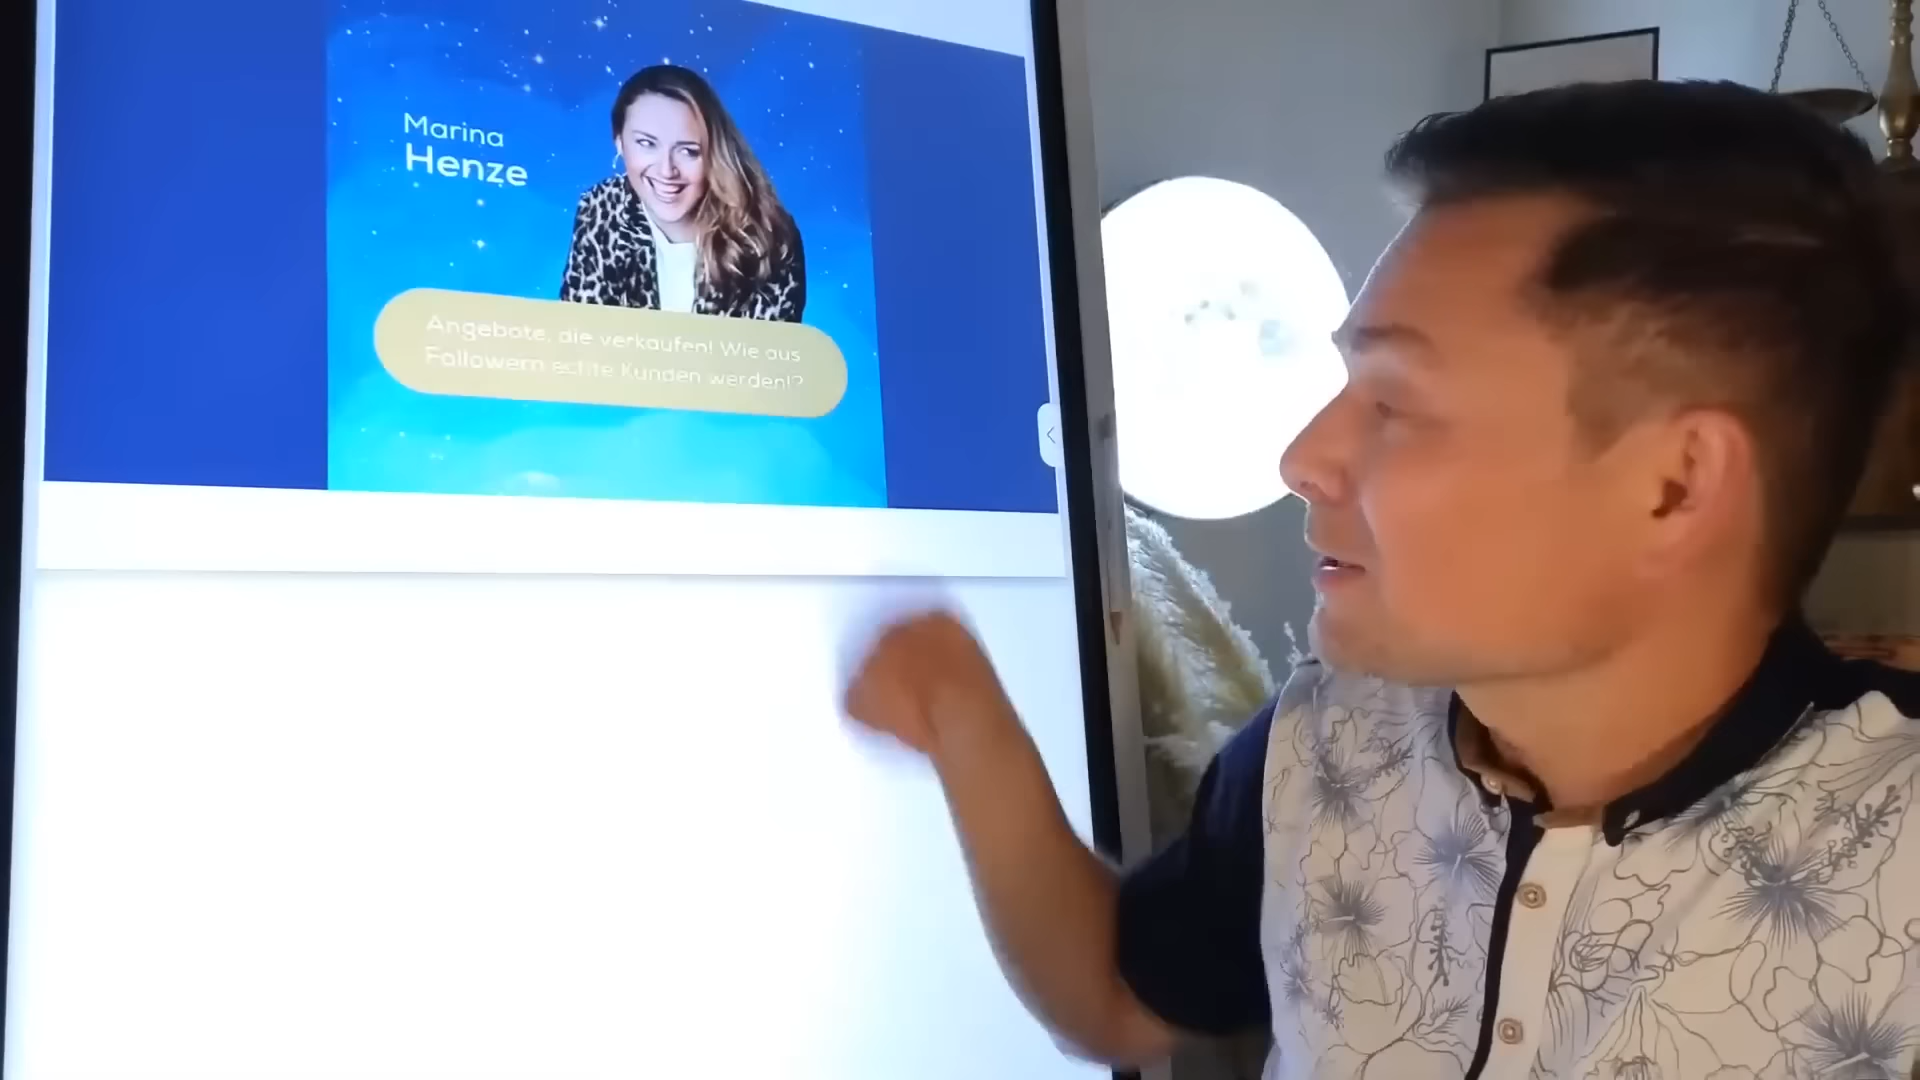 Marina
Henze
Angebote, die verkaufen! Wie aus
Followern echte Kunden werden!?